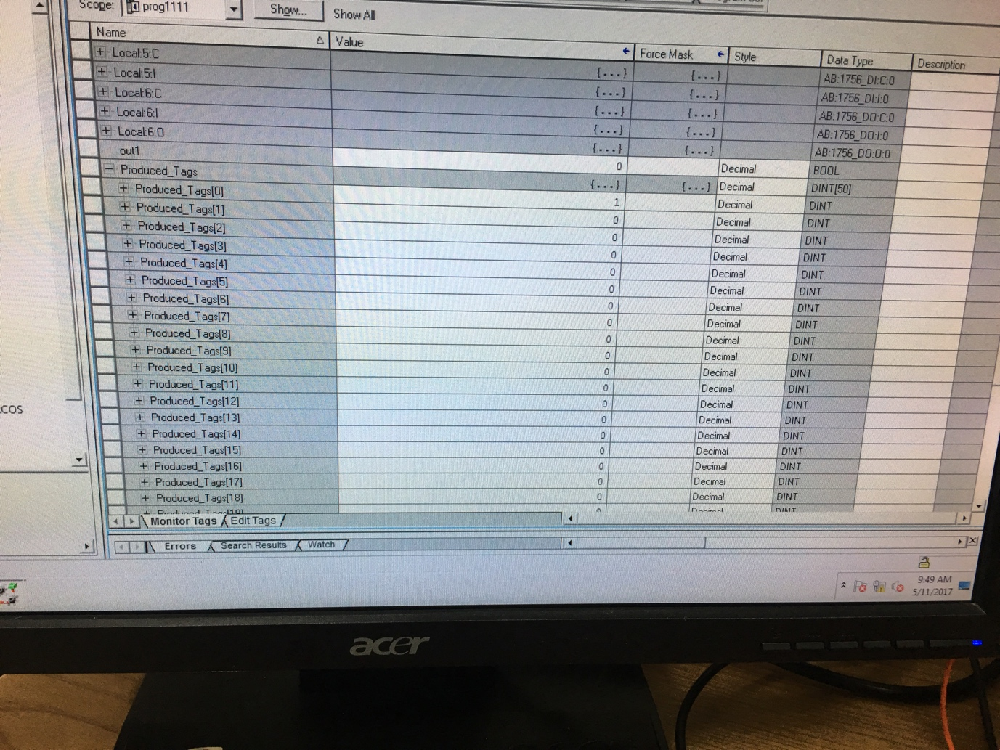 Scope: prog1111 Show... Show All
Name Value Force Mask Style Data Type Description
Local:5:C {...} {...} AB:1756_DI:C:0
Local:5:I {...} {...} AB:1756_DI:I:0
Local:6:C {...} {...} AB:1756_DO:C:0
Local:6:I {...} {...} AB:1756_DO:I:0
Local:6:O {...} {...} AB:1756_DO:O:0
out1 0 Decimal BOOL
Produced_Tags {...} {...} Decimal DINT[50]
Produced_Tags[0] 1 Decimal DINT
Produced_Tags[1] 0 Decimal DINT
Produced_Tags[2] 0 Decimal DINT
Produced_Tags[3] 0 Decimal DINT
Produced_Tags[4] 0 Decimal DINT
Produced_Tags[5] 0 Decimal DINT
Produced_Tags[6] 0 Decimal DINT
Produced_Tags[7] 0 Decimal DINT
Produced_Tags[8] 0 Decimal DINT
Produced_Tags[9] 0 Decimal DINT
Produced_Tags[10] 0 Decimal DINT
Produced_Tags[11] 0 Decimal DINT
Produced_Tags[12] 0 Decimal DINT
Produced_Tags[13] 0 Decimal DINT
Produced_Tags[14] 0 Decimal DINT
Produced_Tags[15] 0 Decimal DINT
Produced_Tags[16] 0 Decimal DINT
Produced_Tags[17] 0 Decimal DINT
Produced_Tags[18] 0 Decimal DINT
Produced_Tags[19] 0 Decimal DINT
Monitor Tags Edit Tags
Errors Search Results Watch
9:49 AM
5/11/2017
acer